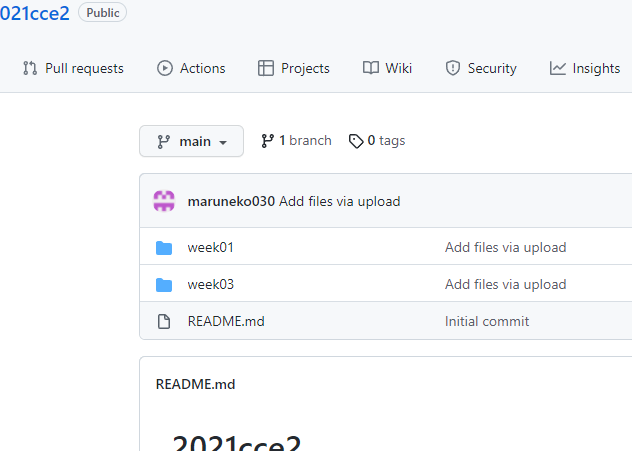 021cce2 Public
Pull requests Actions Projects Wiki Security Insights
main 1 branch 0 tags
maruneko030 Add files via upload
week01 Add files via upload
week03 Add files via upload
README.md Initial commit
README.md
2021cce2